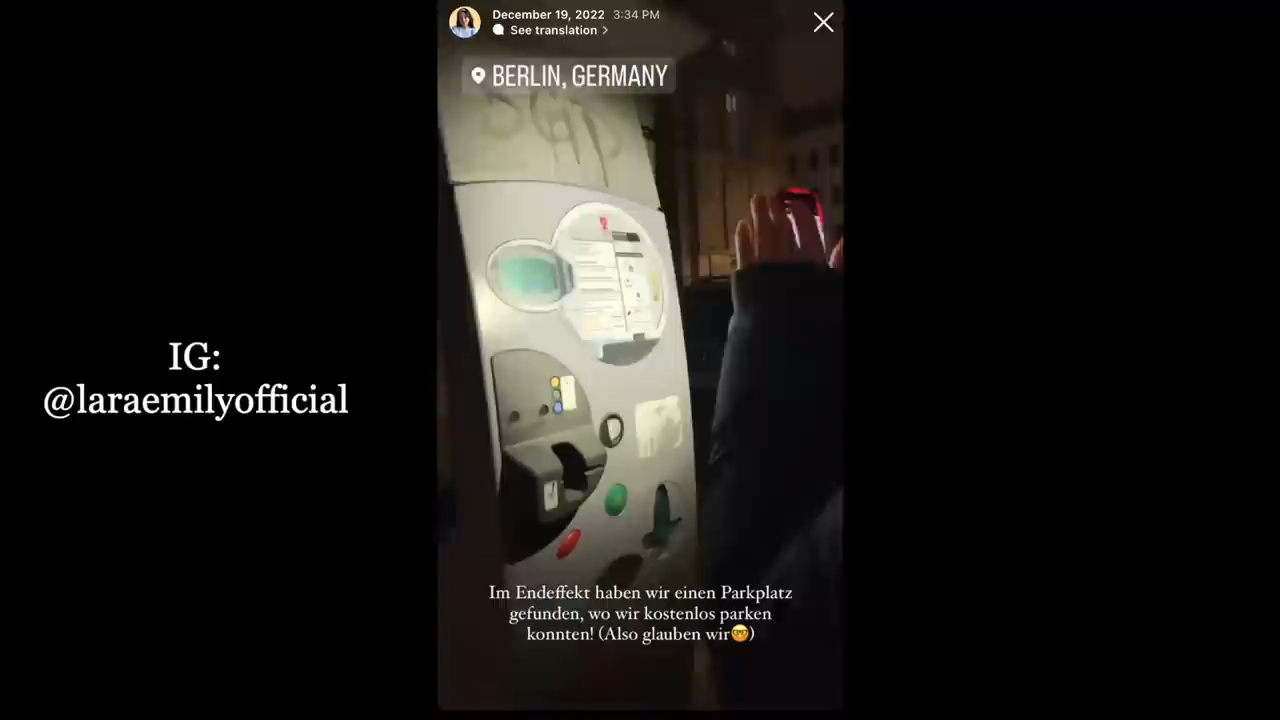 December 19, 2022 3:34 PM
See translation >
BERLIN, GERMANY
IG:
@laraemilyofficial
Im Endeffekt haben wir einen Parkplatz
gefunden, wo wir kostenlos parken
konnten! (Also glauben wir🤓)